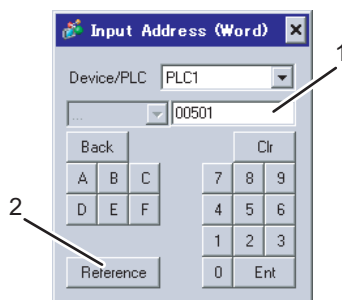 Input Address (Word)
1
Device/PLC PLC1
... 00501
Back Clr
A B C 7 8 9
D E F 4 5 6
2
1 2 3
Reference 0 Ent